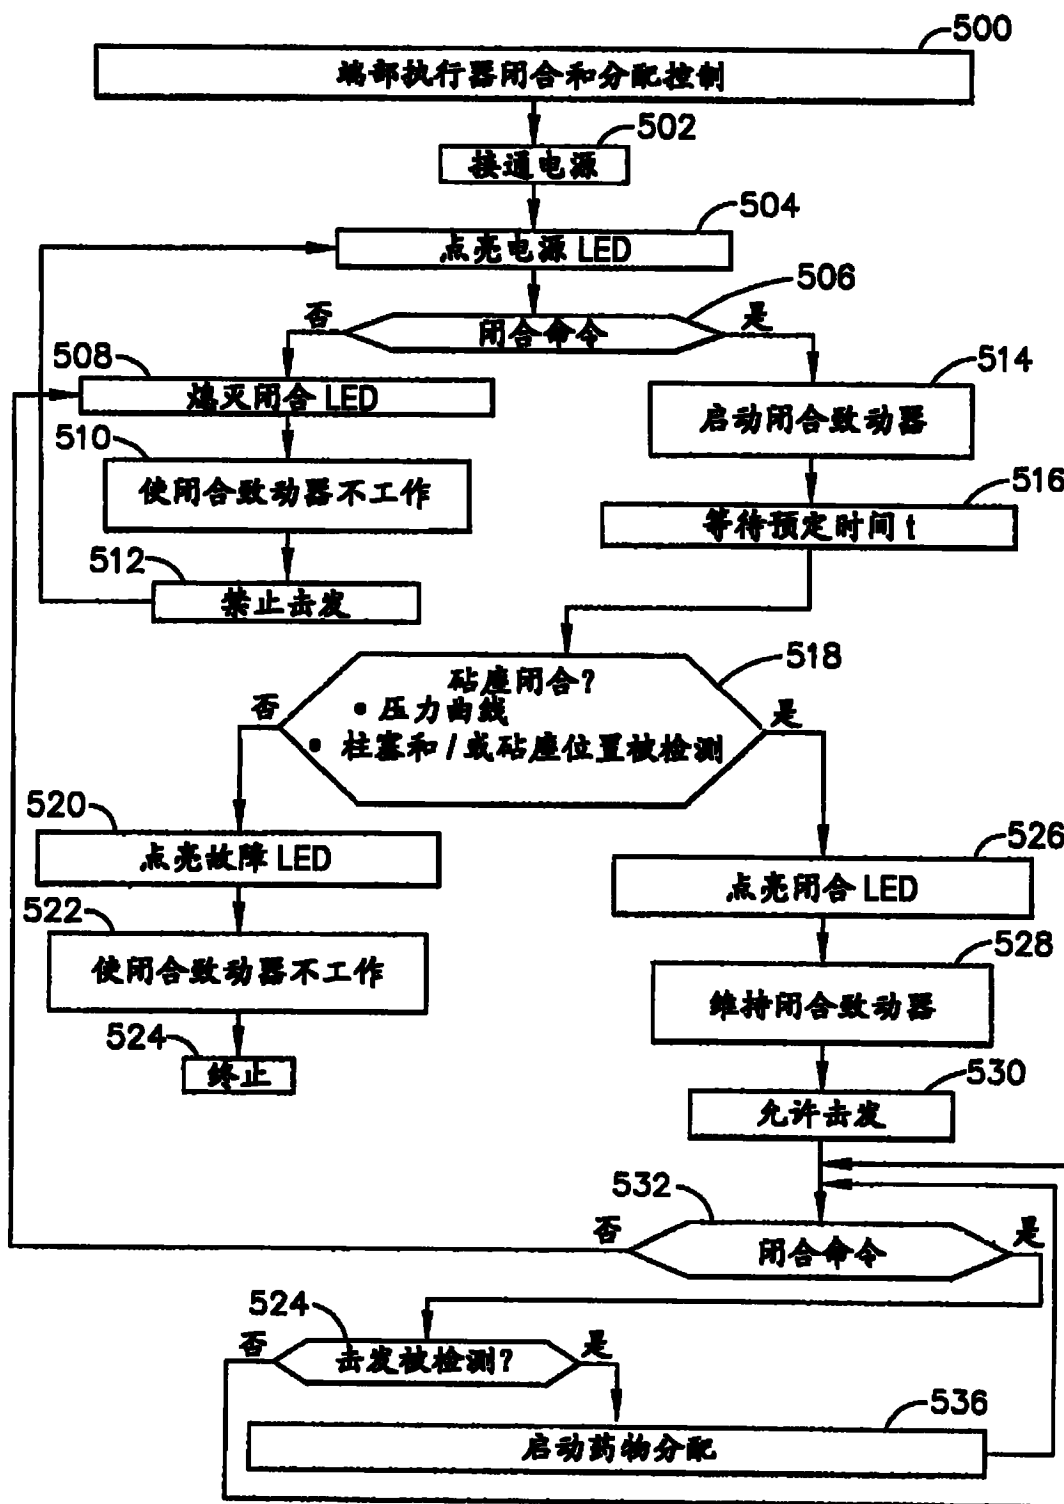 500
端部执行器闭合和分配控制
502
接通电源
504
点亮电源 LED
506
否
闭合命令
是
508
熄灭闭合 LED
514
启动闭合致动器
510
使闭合致动器不工作
516
等待预定时间 t
512
禁止击发
518
否
砧座闭合?
• 压力曲线
• 柱塞和 / 或砧座位置被检测
是
520
点亮故障 LED
526
点亮闭合 LED
522
使闭合致动器不工作
528
维持闭合致动器
524
终止
530
允许击发
532
否
闭合命令
是
524
否
击发被检测?
是
536
启动药物分配